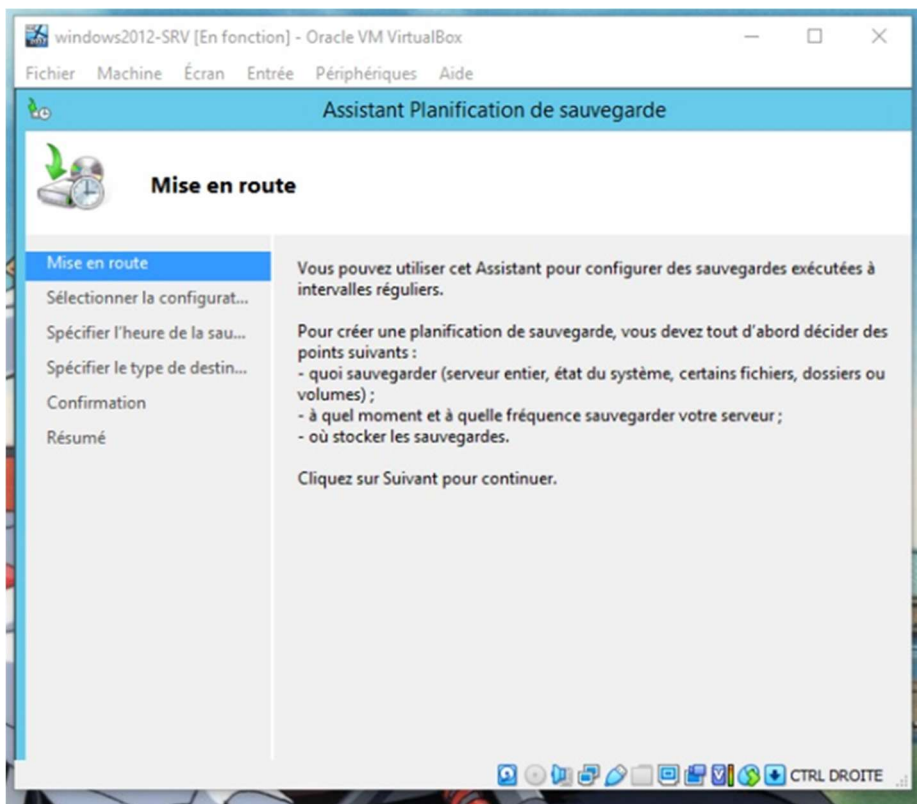 windows2012-SRV [En fonction] - Oracle VM VirtualBox
Fichier Machine Écran Entrée Périphériques Aide
Assistant Planification de sauvegarde
Mise en route
Mise en route
Sélectionner la configurat...
Spécifier l'heure de la sau...
Spécifier le type de destin...
Confirmation
Résumé
Vous pouvez utiliser cet Assistant pour configurer des sauvegardes exécutées à
intervalles réguliers.
Pour créer une planification de sauvegarde, vous devez tout d'abord décider des
points suivants :
- quoi sauvegarder (serveur entier, état du système, certains fichiers, dossiers ou
volumes) ;
- à quel moment et à quelle fréquence sauvegarder votre serveur ;
- où stocker les sauvegardes.
Cliquez sur Suivant pour continuer.
CTRL DROITE